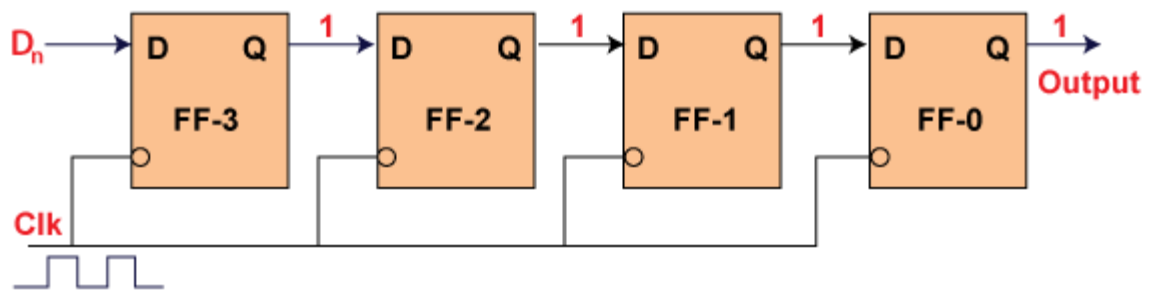 1 1 1 1
Dn D Q D Q D Q D Q
Output
FF-3 FF-2 FF-1 FF-0
Clk